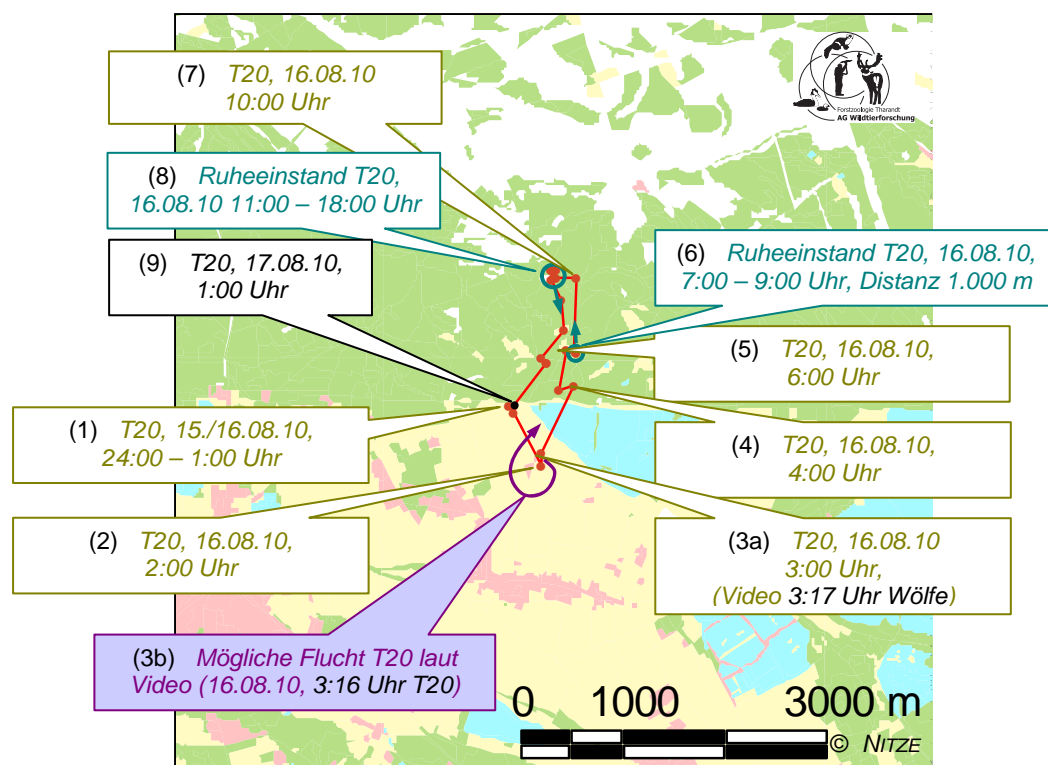 (7) T20, 16.08.10
10:00 Uhr
Forstzoologie Tharandt
AG Wildtierforschung
(8) Ruheeinstand T20,
16.08.10 11:00 – 18:00 Uhr
(9) T20, 17.08.10,
1:00 Uhr
(6) Ruheeinstand T20, 16.08.10,
7:00 – 9:00 Uhr, Distanz 1.000 m
(5) T20, 16.08.10,
6:00 Uhr
(1) T20, 15./16.08.10,
24:00 – 1:00 Uhr
(4) T20, 16.08.10,
4:00 Uhr
(2) T20, 16.08.10,
2:00 Uhr
(3a) T20, 16.08.10
3:00 Uhr,
(Video 3:17 Uhr Wölfe)
(3b) Mögliche Flucht T20 laut
Video (16.08.10, 3:16 Uhr T20)
0 1000 3000 m
© NITZE